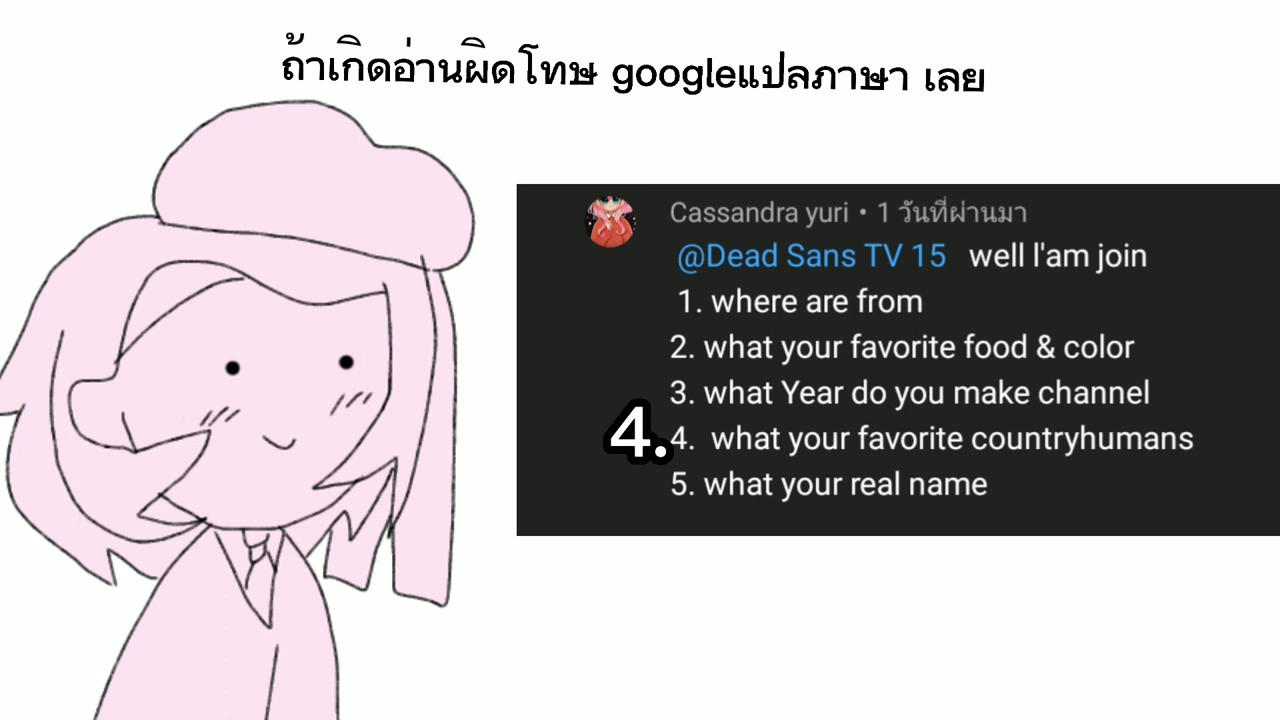 ถ้าเกิดอ่านผิดโทษ googleแปลภาษา เลย
Cassandra yuri • 1 วันที่ผ่านมา
@Dead Sans TV 15 well l'am join
1. where are from
2. what your favorite food & color
3. what Year do you make channel
4.
4. what your favorite countryhumans
5. what your real name